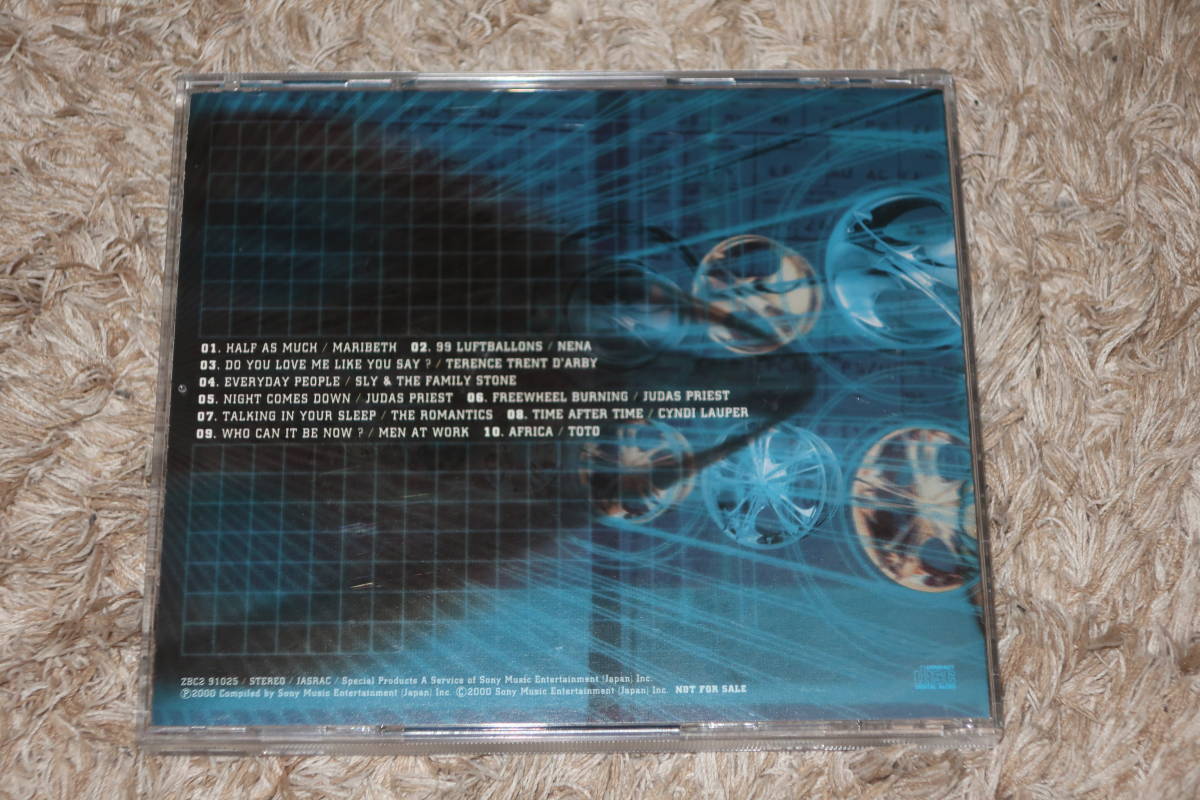 01. HALF AS MUCH / MARIBETH 02. 99 LUFTBALLONS / NENA
03. DO YOU LOVE ME LIKE YOU SAY ? / TERENCE TRENT D'ARBY
04. EVERYDAY PEOPLE / SLY & THE FAMILY STONE
05. NIGHT COMES DOWN / JUDAS PRIEST 06. FREEWHEEL BURNING / JUDAS PRIEST
07. TALKING IN YOUR SLEEP / THE ROMANTICS 08. TIME AFTER TIME / CYNDI LAUPER
09. WHO CAN IT BE NOW ? / MEN AT WORK 10. AFRICA / TOTO
ZBC2 91025 / STEREO / JASRAC / Special Products A Service of Sony Music Entertainment (Japan) Inc.
℗2000 Compiled by Sony Music Entertainment (Japan) Inc. ©2000 Sony Music Entertainment (Japan) Inc. NOT FOR SALE
COMPACT
disc
DIGITAL AUDIO